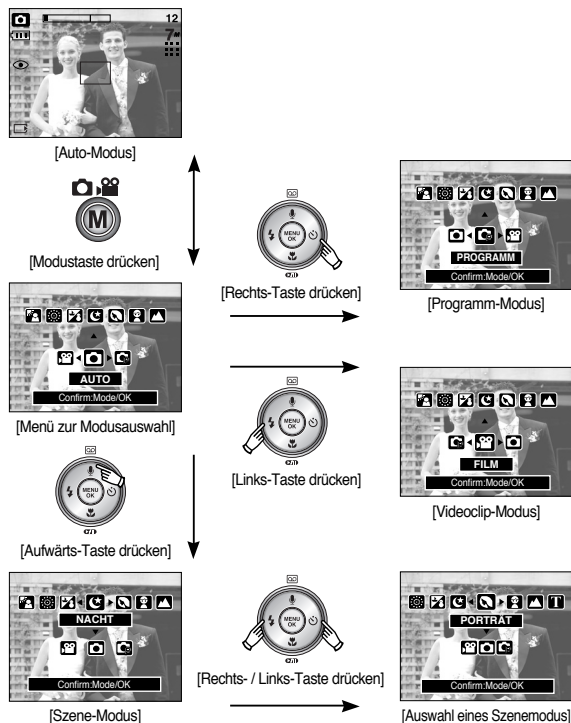 12
7M
[Auto-Modus]
M
[Modustaste drücken]
MENU
OK
[Rechts-Taste drücken]
PROGRAMM
Confirm:Mode/OK
[Programm-Modus]
AUTO
Confirm:Mode/OK
[Menü zur Modusauswahl]
MENU
OK
[Links-Taste drücken]
FILM
Confirm:Mode/OK
[Videoclip-Modus]
MENU
OK
[Aufwärts-Taste drücken]
NACHT
Confirm:Mode/OK
[Szene-Modus]
MENU
OK
[Rechts- / Links-Taste drücken]
T
PORTRÄT
Confirm:Mode/OK
[Auswahl eines Szenemodus]